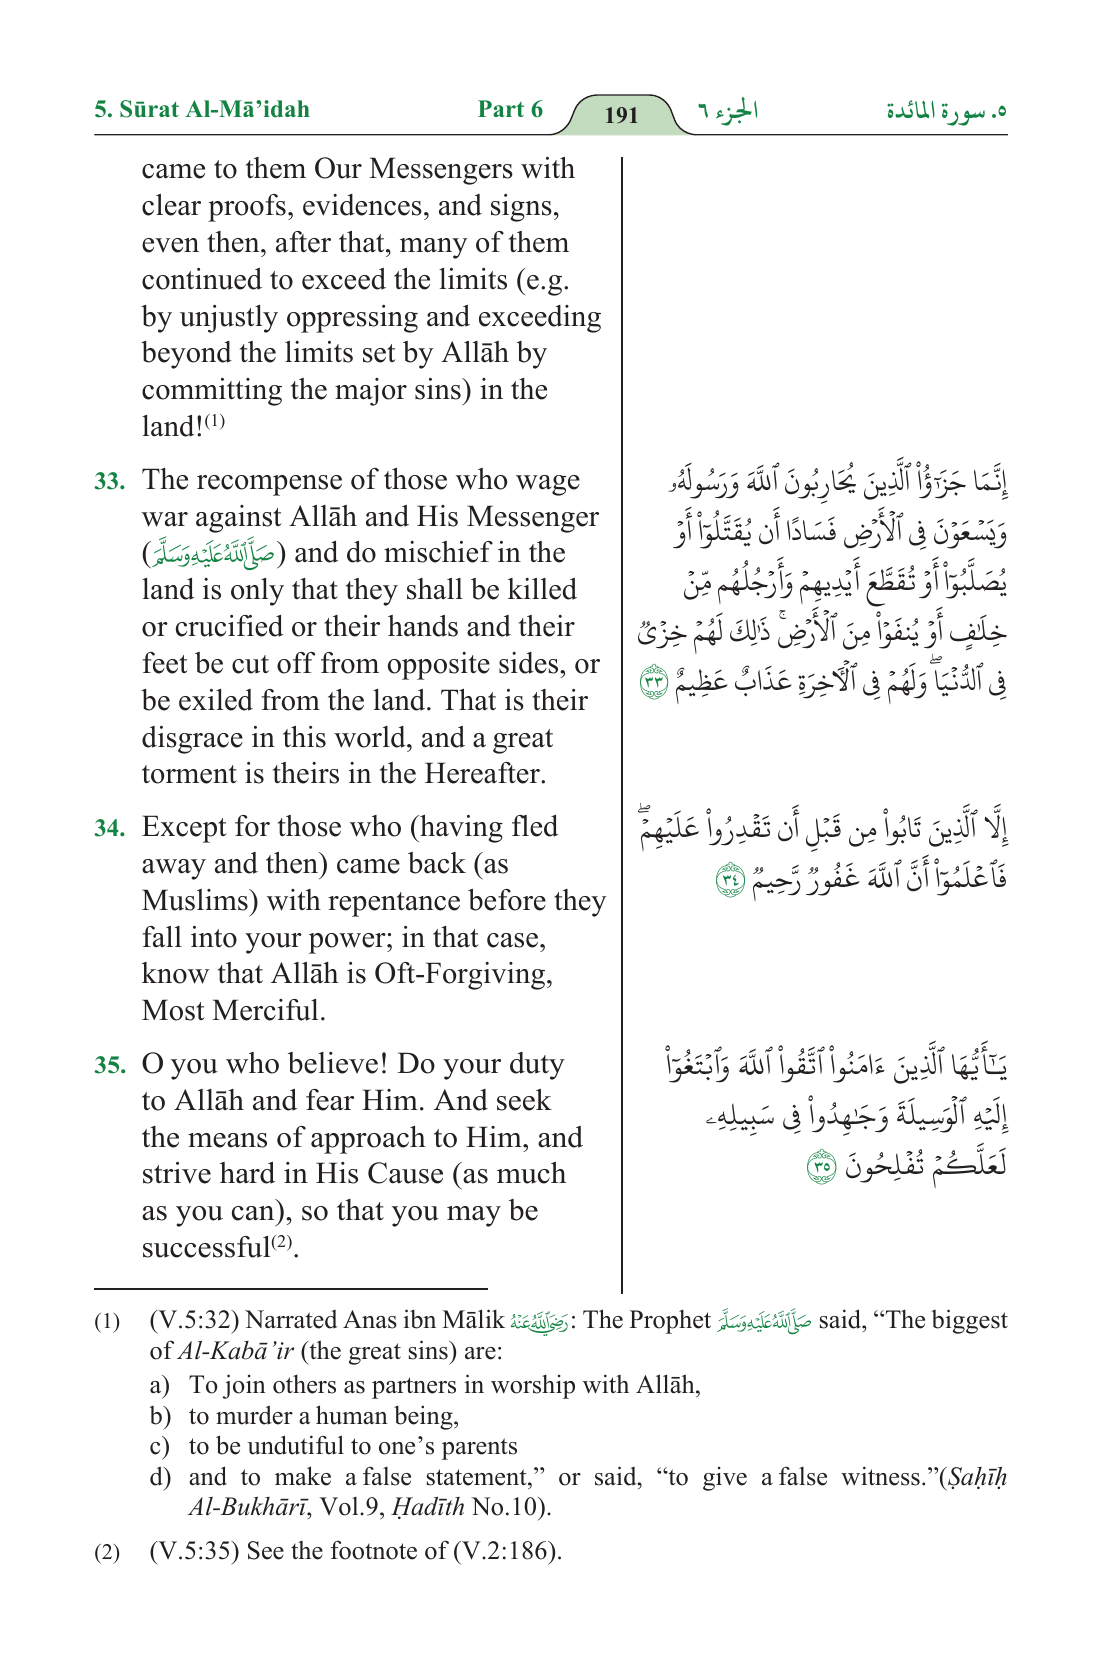 5. Sūrat Al-Mā’idah
Part 6
191
الجزء ٦
٥. سورة المائدة
came to them Our Messengers with
clear proofs, evidences, and signs,
even then, after that, many of them
continued to exceed the limits (e.g.
by unjustly oppressing and exceeding
beyond the limits set by Allāh by
committing the major sins) in the
land!(1)
33. The recompense of those who wage
war against Allāh and His Messenger
(صَلَّى ٱللَّهُ عَلَيْهِ وَسَلَّمَ) and do mischief in the
land is only that they shall be killed
or crucified or their hands and their
feet be cut off from opposite sides, or
be exiled from the land. That is their
disgrace in this world, and a great
torment is theirs in the Hereafter.
إِنَّمَا جَزَٰٓؤُا۟ ٱلَّذِينَ يُحَارِبُونَ ٱللَّهَ وَرَسُولَهُۥ
وَيَسْعَوْنَ فِى ٱلْأَرْضِ فَسَادًا أَن يُقَتَّلُوٓا۟ أَوْ
يُصَلَّبُوٓا۟ أَوْ تُقَطَّعَ أَيْدِيهِمْ وَأَرْجُلُهُم مِّنْ
خِلَـٰفٍ أَوْ يُنفَوْا۟ مِنَ ٱلْأَرْضِ ۚ ذَٰلِكَ لَهُمْ خِزْىٌ
فِى ٱلدُّنْيَا ۖ وَلَهُمْ فِى ٱلْـَٔاخِرَةِ عَذَابٌ عَظِيمٌ ٣٣
34. Except for those who (having fled
away and then) came back (as
Muslims) with repentance before they
fall into your power; in that case,
know that Allāh is Oft-Forgiving,
Most Merciful.
إِلَّا ٱلَّذِينَ تَابُوا۟ مِن قَبْلِ أَن تَقْدِرُوا۟ عَلَيْهِمْ ۖ
فَٱعْلَمُوٓا۟ أَنَّ ٱللَّهَ غَفُورٌ رَّحِيمٌ ٣٤
35. O you who believe! Do your duty
to Allāh and fear Him. And seek
the means of approach to Him, and
strive hard in His Cause (as much
as you can), so that you may be
successful(2).
يَـٰٓأَيُّهَا ٱلَّذِينَ ءَامَنُوا۟ ٱتَّقُوا۟ ٱللَّهَ وَٱبْتَغُوٓا۟
إِلَيْهِ ٱلْوَسِيلَةَ وَجَـٰهِدُوا۟ فِى سَبِيلِهِۦ
لَعَلَّكُمْ تُفْلِحُونَ ٣٥
(1) (V.5:32) Narrated Anas ibn Mālik رَضِيَ ٱللَّهُ عَنْهُ: The Prophet صَلَّى ٱللَّهُ عَلَيْهِ وَسَلَّمَ said, “The biggest
of Al-Kabā’ir (the great sins) are:
a) To join others as partners in worship with Allāh,
b) to murder a human being,
c) to be undutiful to one’s parents
d) and to make a false statement,” or said, “to give a false witness.”(Ṣaḥīḥ
Al-Bukhārī, Vol.9, Ḥadīth No.10).
(2) (V.5:35) See the footnote of (V.2:186).